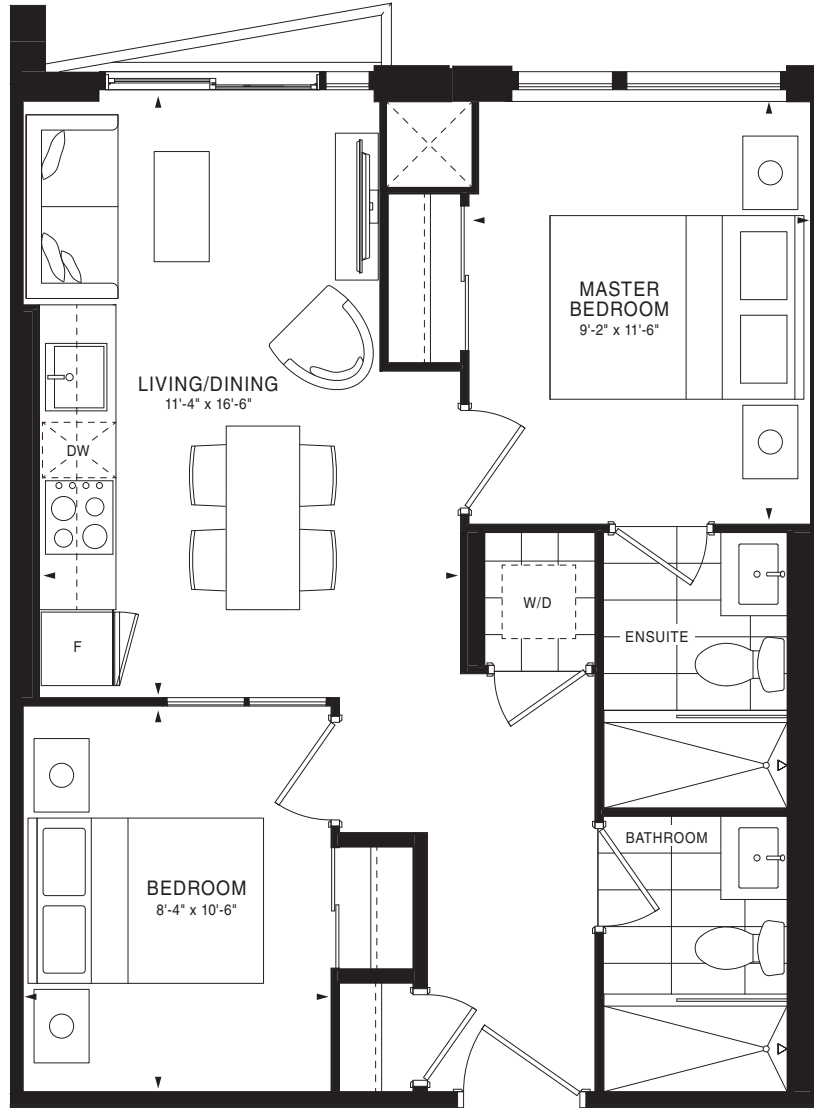 MASTER
BEDROOM
9'-2" x 11'-6"
LIVING/DINING
11'-4" x 16'-6"
DW
W/D
F
ENSUITE
BATHROOM
BEDROOM
8'-4" x 10'-6"